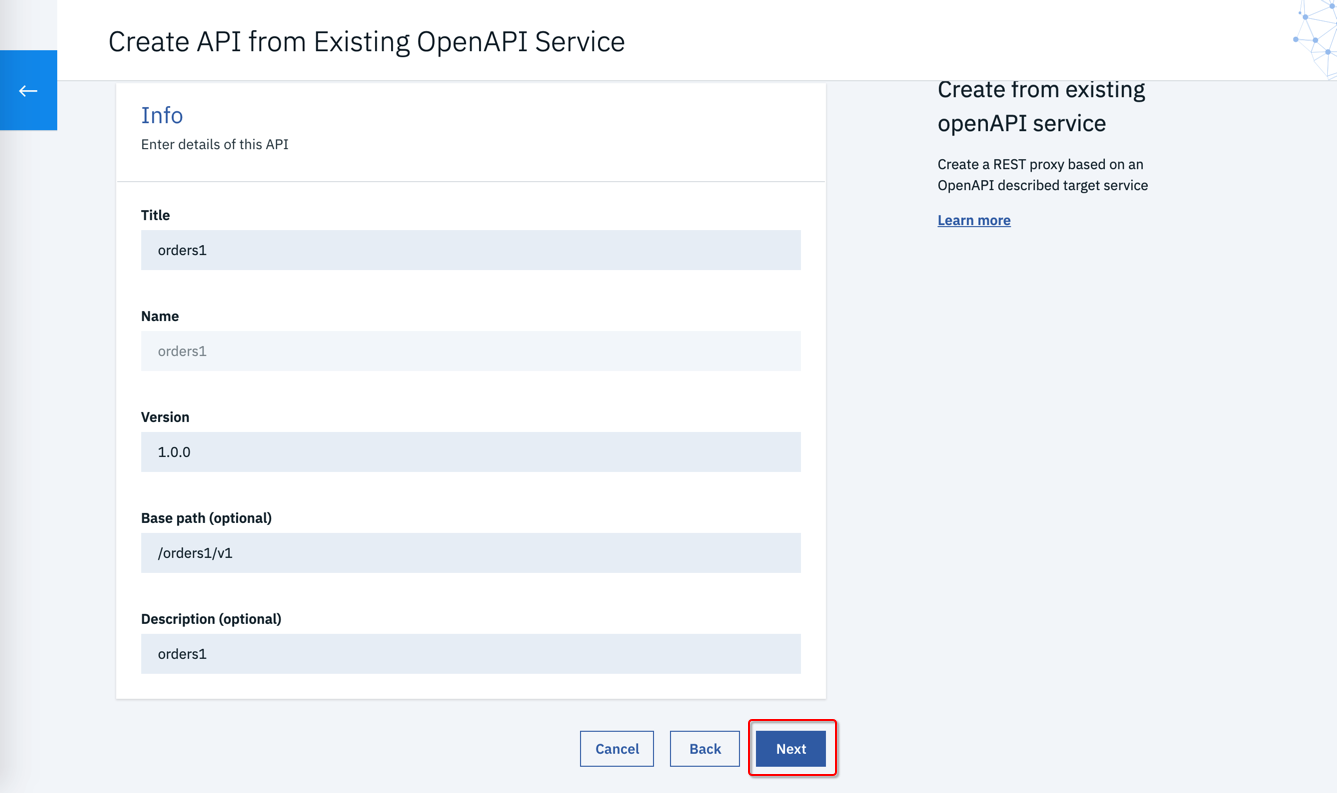 Create API from Existing OpenAPI Service
Info
Enter details of this API
Title
orders1
Name
orders1
Version
1.0.0
Base path (optional)
/orders1/v1
Description (optional)
orders1
Cancel
Back
Next
Create from existing
openAPI service
Create a REST proxy based on an
OpenAPI described target service
Learn more